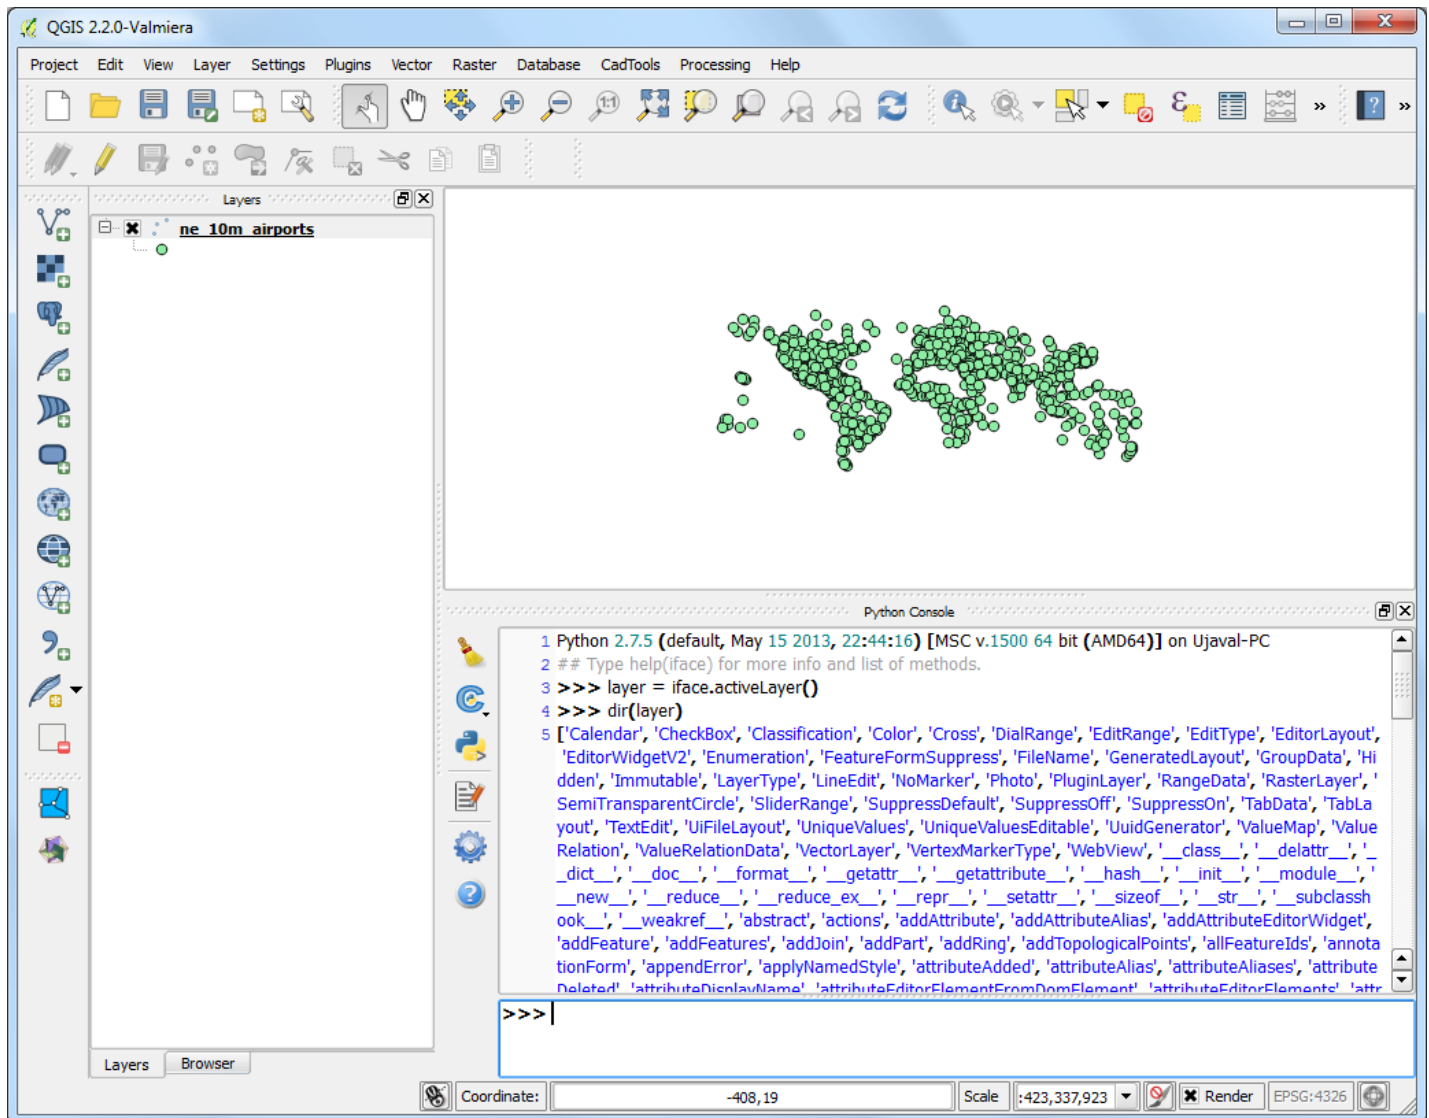 QGIS 2.2.0-Valmiera
Project Edit View Layer Settings Plugins Vector Raster Database CadTools Processing Help
Layers
ne_10m_airports
Python Console
1 Python 2.7.5 (default, May 15 2013, 22:44:16) [MSC v.1500 64 bit (AMD64)] on Ujaval-PC
2 ## Type help(iface) for more info and list of methods.
3 >>> layer = iface.activeLayer()
4 >>> dir(layer)
5 ['Calendar', 'CheckBox', 'Classification', 'Color', 'Cross', 'DialRange', 'EditRange', 'EditType', 'EditorLayout',
'EditorWidgetV2', 'Enumeration', 'FeatureFormSuppress', 'FileName', 'GeneratedLayout', 'GroupData', 'Hi
dden', 'Immutable', 'LayerType', 'LineEdit', 'NoMarker', 'Photo', 'PluginLayer', 'RangeData', 'RasterLayer', '
SemiTransparentCircle', 'SliderRange', 'SuppressDefault', 'SuppressOff', 'SuppressOn', 'TabData', 'TabLa
yout', 'TextEdit', 'UiFileLayout', 'UniqueValues', 'UniqueValuesEditable', 'UuidGenerator', 'ValueMap', 'Value
Relation', 'ValueRelationData', 'VectorLayer', 'VertexMarkerType', 'WebView', '__class__', '__delattr__', '_
_dict__', '__doc__', '__format__', '__getattr__', '__getattribute__', '__hash__', '__init__', '__module__', '
__new__', '__reduce__', '__reduce_ex__', '__repr__', '__setattr__', '__sizeof__', '__str__', '__subclassh
ook__', '__weakref__', 'abstract', 'actions', 'addAttribute', 'addAttributeAlias', 'addAttributeEditorWidget',
'addFeature', 'addFeatures', 'addJoin', 'addPart', 'addRing', 'addTopologicalPoints', 'allFeatureIds', 'annota
tionForm', 'appendError', 'applyNamedStyle', 'attributeAdded', 'attributeAlias', 'attributeAliases', 'attribute
Deleted', 'attributeDisplayName', 'attributeEditorElementFromDomElement', 'attributeEditorElements', 'attr
>>>
Layers Browser
Coordinate: -408,19 Scale :423,337,923 Render EPSG:4326